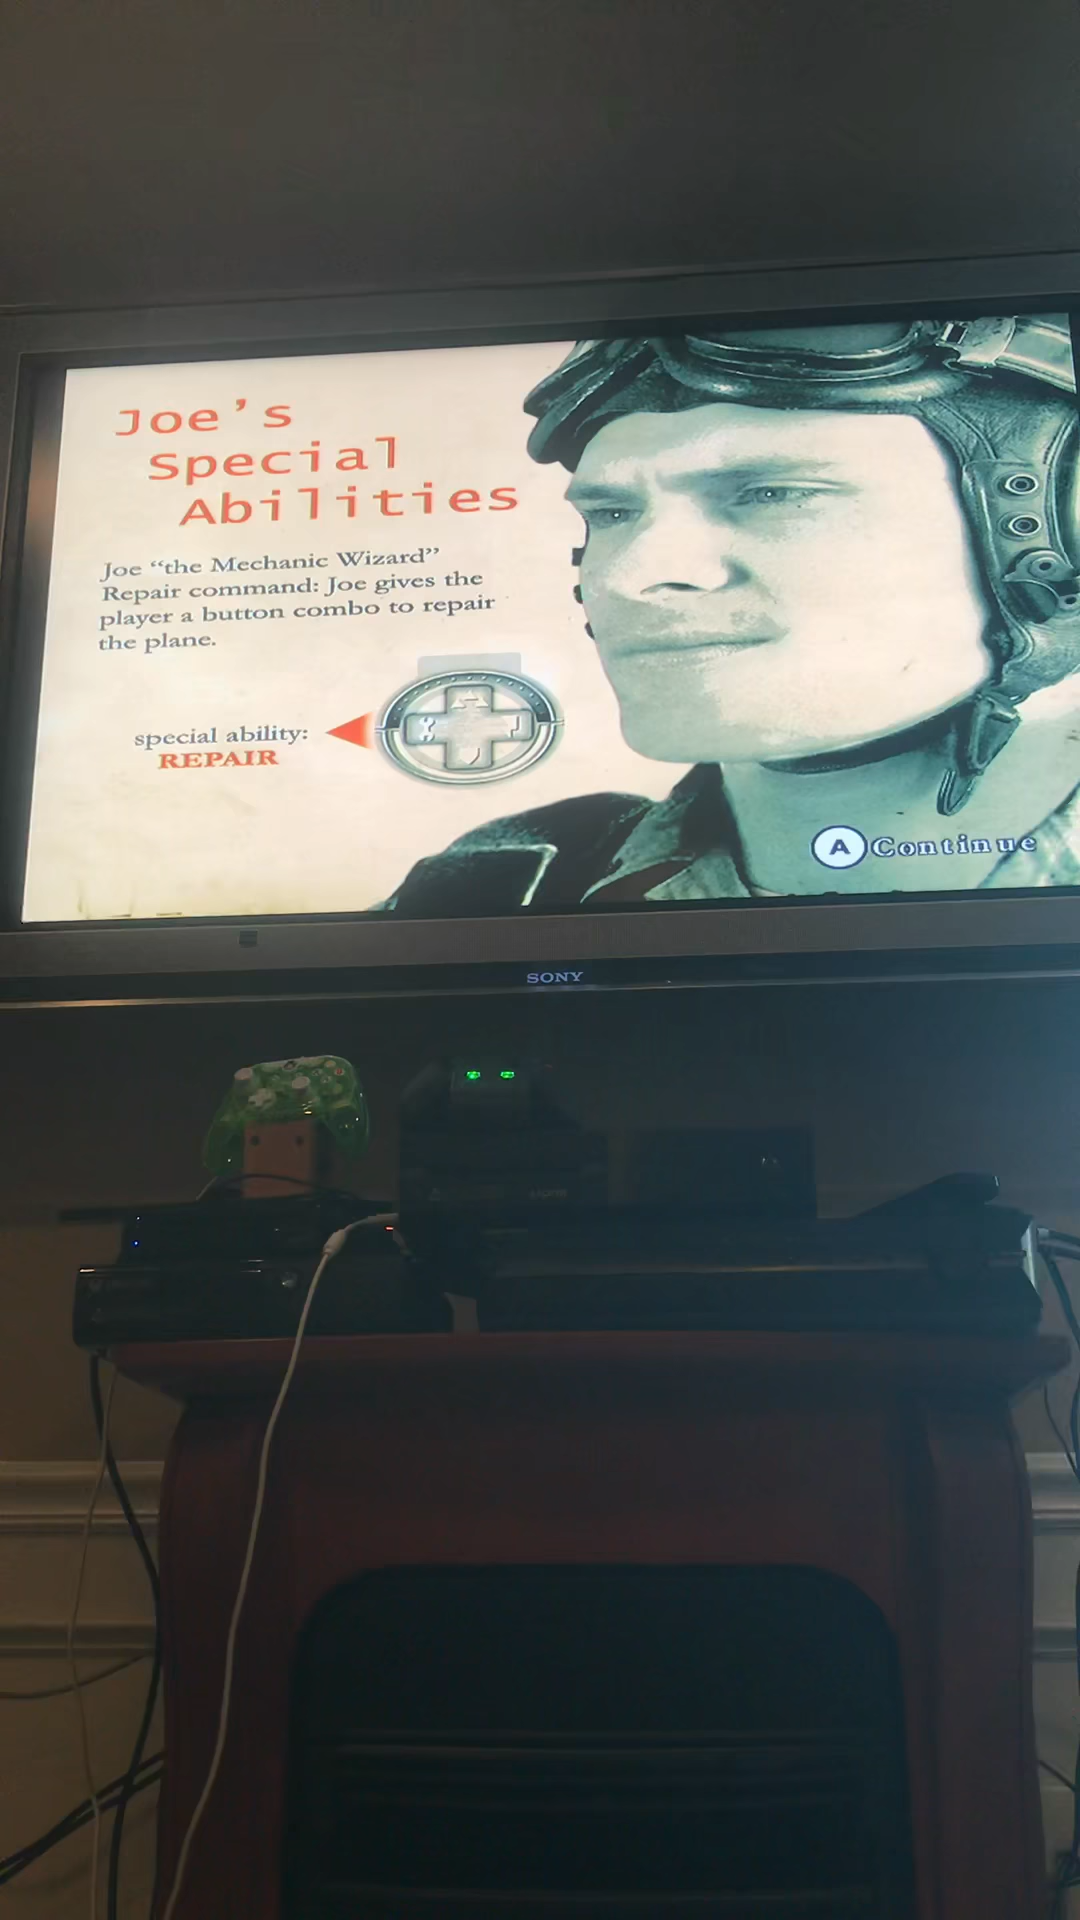 Joe's
Special
Abilities
Joe “the Mechanic Wizard”
Repair command: Joe gives the
player a button combo to repair
the plane.
special ability:
REPAIR
A Continue
SONY